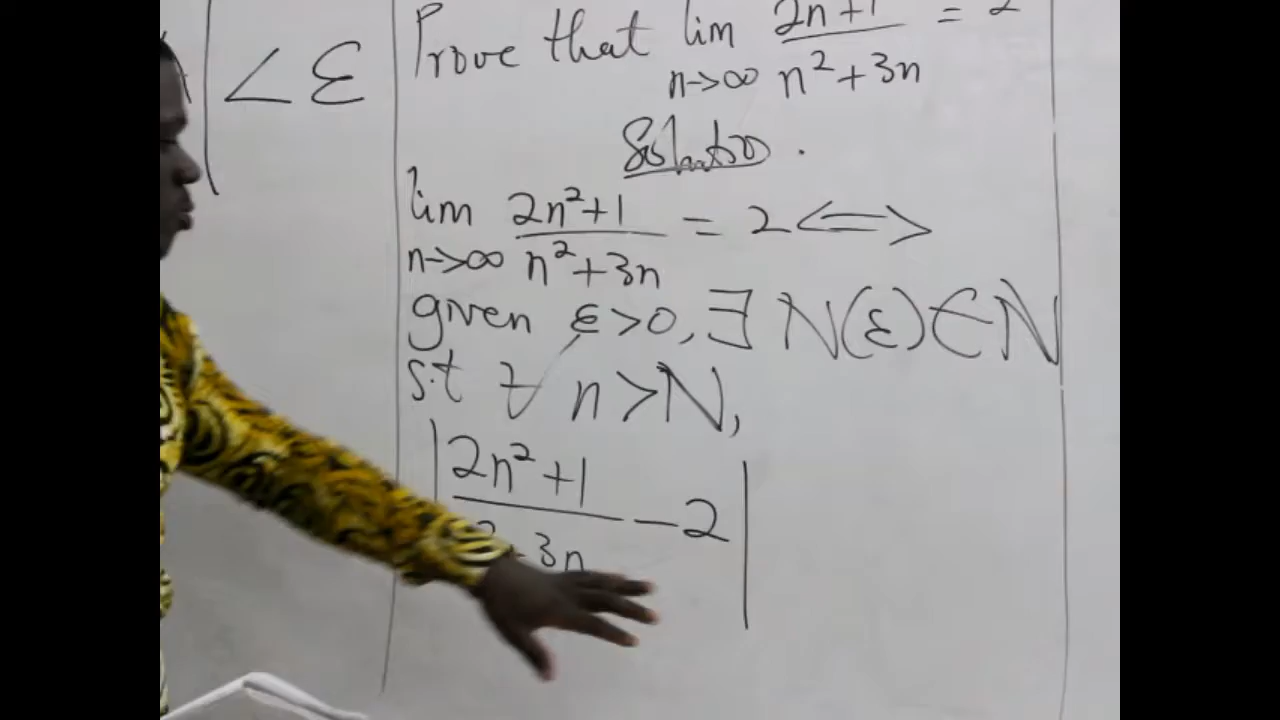 < ε
Prove that lim n->∞ 2n+1 / n²+3n = 2
Solution.
lim n->∞ 2n²+1 / n²+3n = 2 <=>
given ε>0, ∃ N(ε)∈ℕ
s.t ∀ n>N,
| 2n²+1 / 3n - 2 |